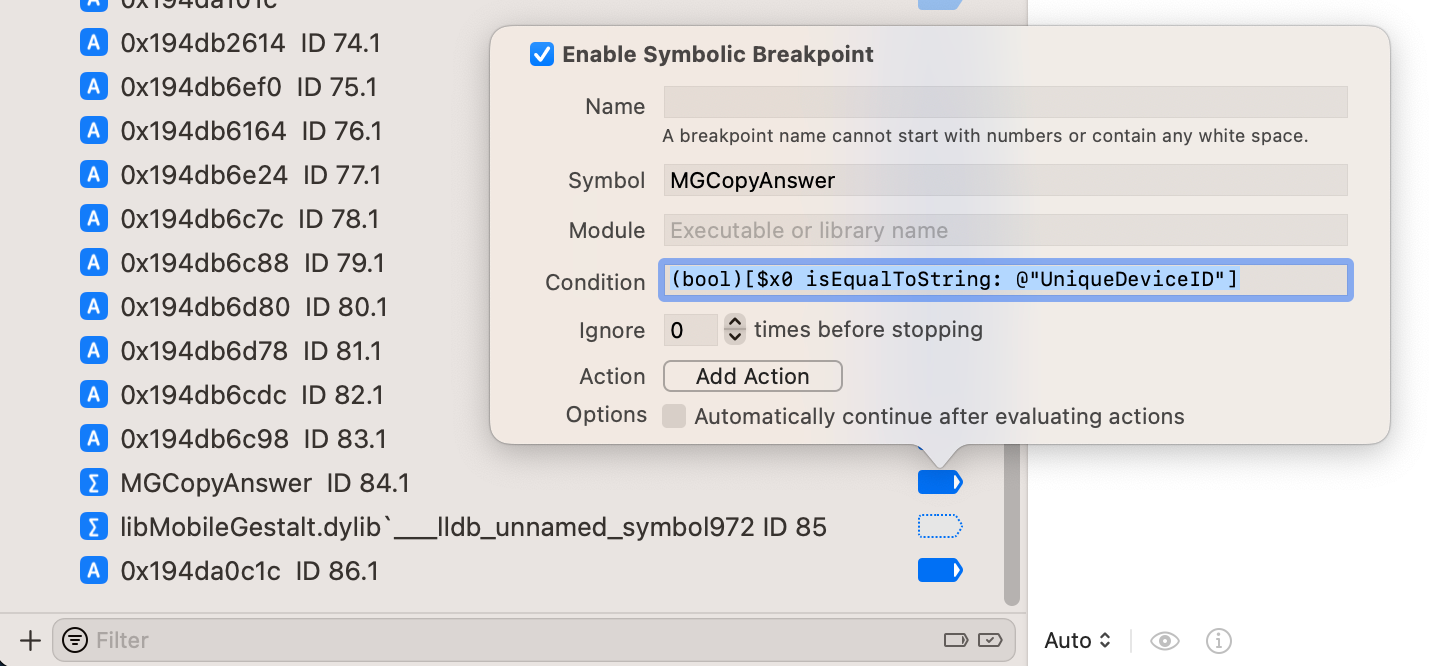 0x194da101c
0x194db2614 ID 74.1
0x194db6ef0 ID 75.1
0x194db6164 ID 76.1
0x194db6e24 ID 77.1
0x194db6c7c ID 78.1
0x194db6c88 ID 79.1
0x194db6d80 ID 80.1
0x194db6d78 ID 81.1
0x194db6cdc ID 82.1
0x194db6c98 ID 83.1
MGCopyAnswer ID 84.1
libMobileGestalt.dylib`___lldb_unnamed_symbol972 ID 85
0x194da0c1c ID 86.1
Filter
Enable Symbolic Breakpoint
Name
A breakpoint name cannot start with numbers or contain any white space.
Symbol MGCopyAnswer
Module Executable or library name
Condition (bool)[$x0 isEqualToString: @"UniqueDeviceID"]
Ignore 0 times before stopping
Action Add Action
Options Automatically continue after evaluating actions
Auto